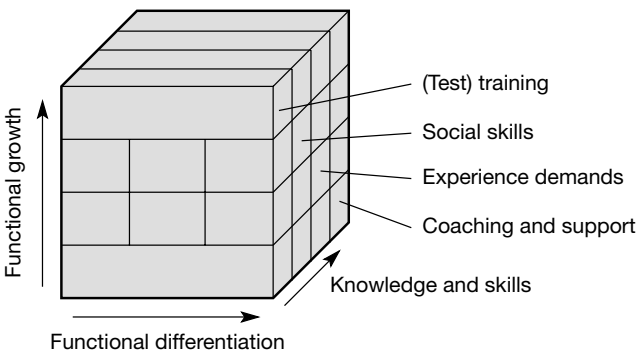 (Test) training
Social skills
Experience demands
Coaching and support
Knowledge and skills
Functional differentiation
Functional growth